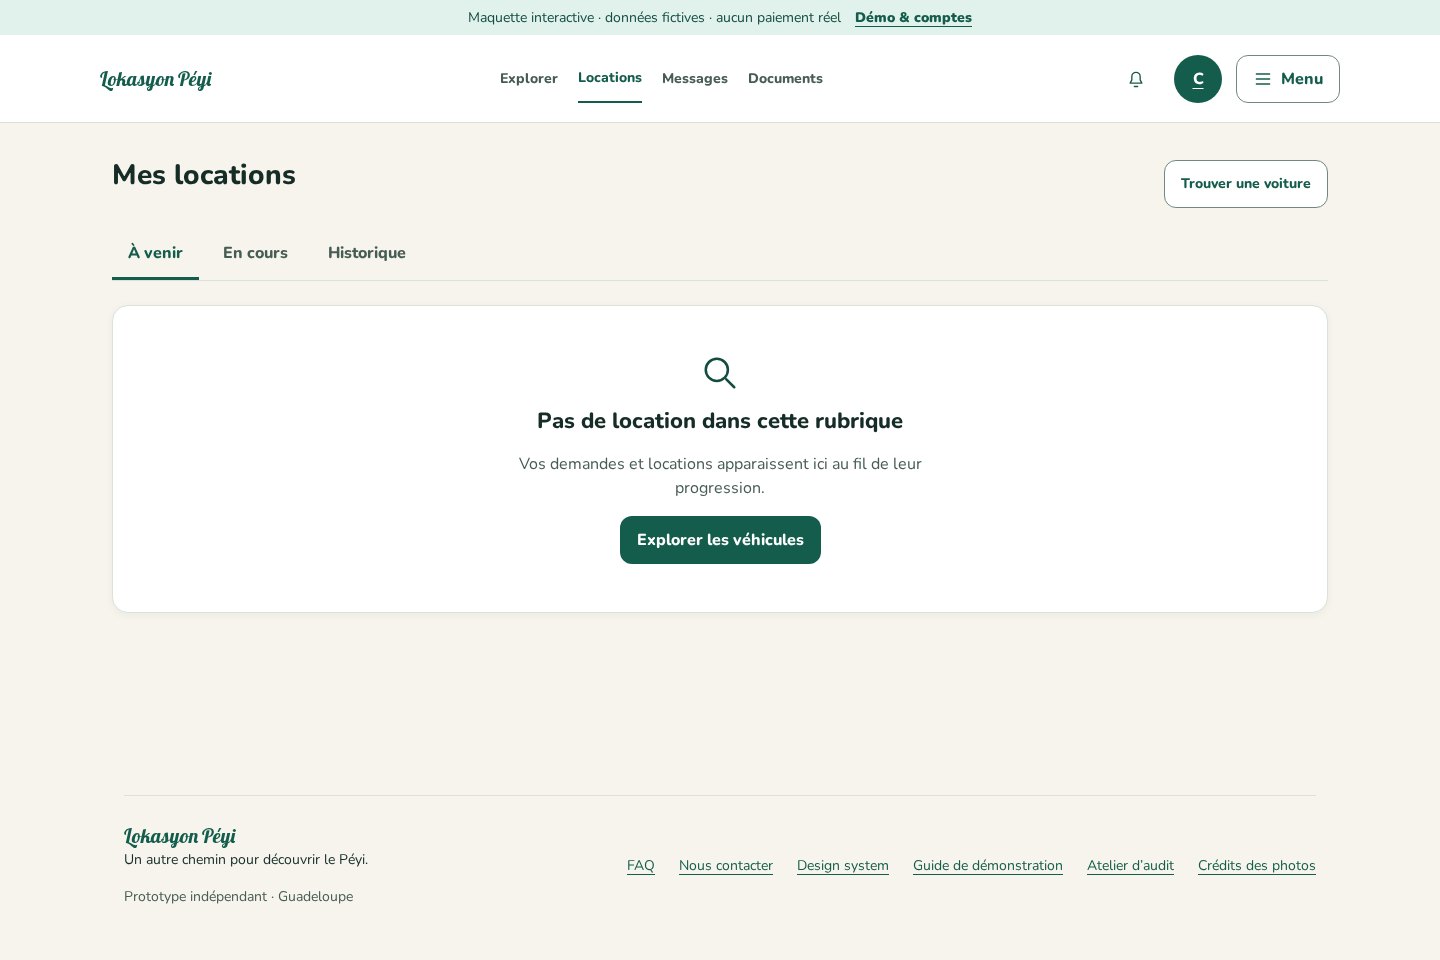 Maquette interactive · données fictives · aucun paiement réel Démo & comptes
Lokasyon Péyi
Explorer Locations Messages Documents
C
Menu
Mes locations
Trouver une voiture
À venir En cours Historique
Pas de location dans cette rubrique
Vos demandes et locations apparaissent ici au fil de leur
progression.
Explorer les véhicules
Lokasyon Péyi
Un autre chemin pour découvrir le Péyi.
Prototype indépendant · Guadeloupe
FAQ Nous contacter Design system Guide de démonstration Atelier d’audit Crédits des photos